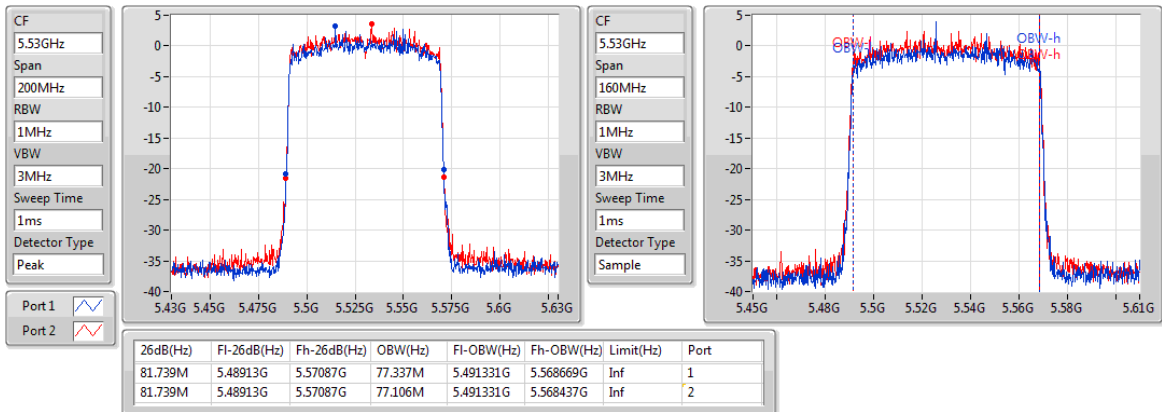 CF
5.53GHz
Span
200MHz
RBW
1MHz
VBW
3MHz
Sweep Time
1ms
Detector Type
Peak
Port 1
Port 2
5
0
-5
-10
-15
-20
-25
-30
-35
-40
5.43G 5.45G 5.475G 5.5G 5.525G 5.55G 5.575G 5.6G 5.63G
CF
5.53GHz
Span
160MHz
RBW
1MHz
VBW
3MHz
Sweep Time
1ms
Detector Type
Sample
5
0
-5
-10
-15
-20
-25
-30
-35
-40
OBW-h
OBW-h
5.45G 5.48G 5.5G 5.52G 5.54G 5.56G 5.58G 5.61G
26dB(Hz) Fl-26dB(Hz) Fh-26dB(Hz) OBW(Hz) Fl-OBW(Hz) Fh-OBW(Hz) Limit(Hz) Port
81.739M 5.48913G 5.57087G 77.337M 5.491331G 5.568669G Inf 1
81.739M 5.48913G 5.57087G 77.106M 5.491331G 5.568437G Inf 2